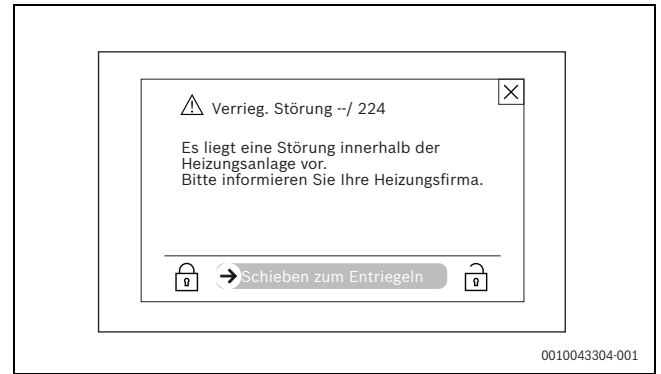 Verrieg. Störung --/ 224
Es liegt eine Störung innerhalb der
Heizungsanlage vor.
Bitte informieren Sie Ihre Heizungsfirma.
Schieben zum Entriegeln
0010043304-001